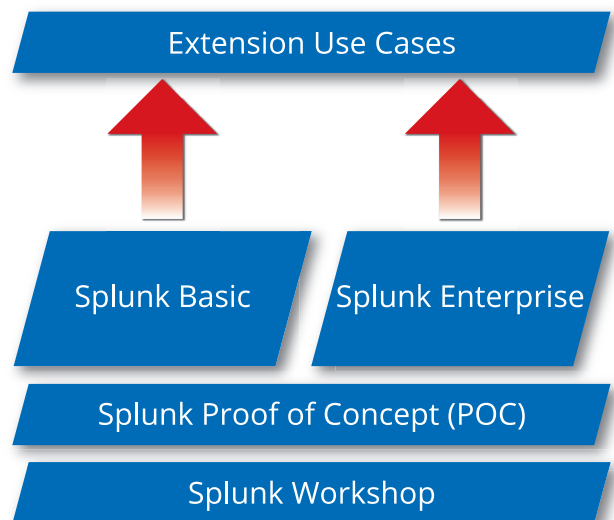 Extension Use Cases
Splunk Basic
Splunk Enterprise
Splunk Proof of Concept (POC)
Splunk Workshop